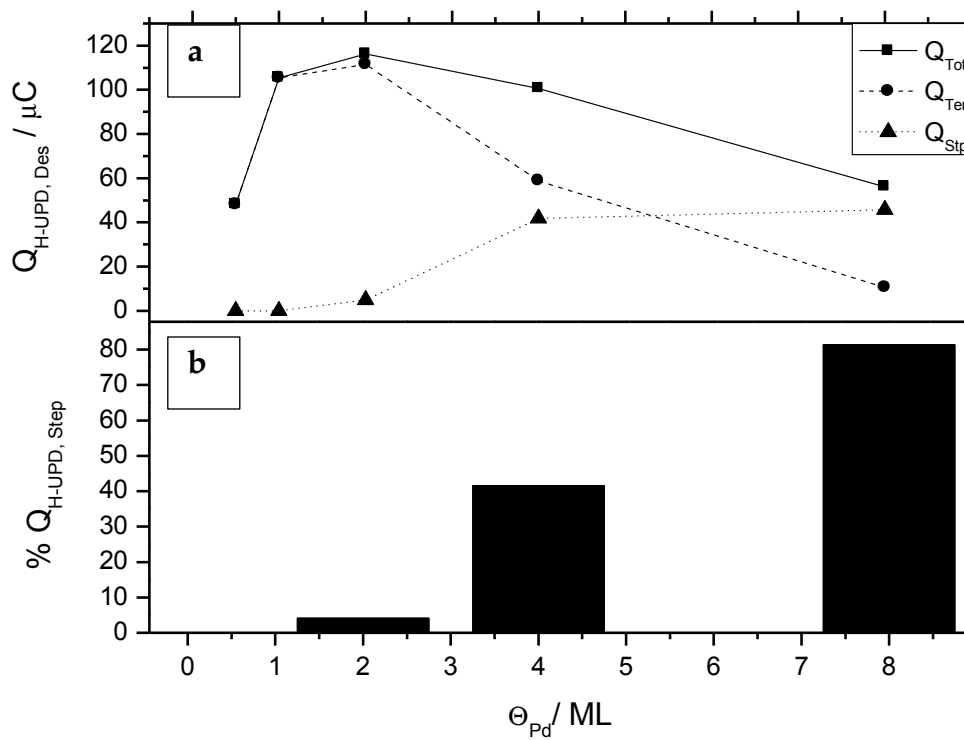 a
Q_H-UPD, Des / μC
120
100
80
60
40
20
0
Q_Tot
Q_Ter
Q_Stp
b
% Q_H-UPD, Step
80
70
60
50
40
30
20
10
0
0 1 2 3 4 5 6 7 8
Θ_Pd/ ML